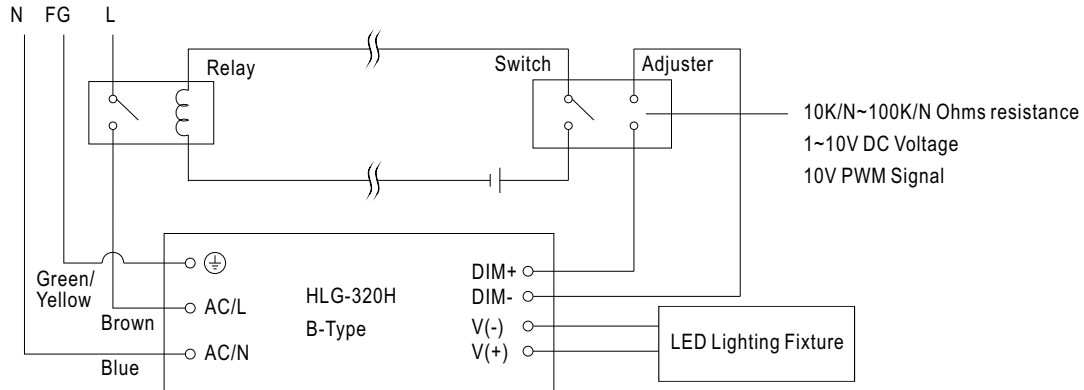 N FG L
Relay
Switch
Adjuster
10K/N~100K/N Ohms resistance
1~10V DC Voltage
10V PWM Signal
Green/
Yellow
Brown
Blue
AC/L
AC/N
HLG-320H
B-Type
DIM+
DIM-
V(-)
V(+)
LED Lighting Fixture